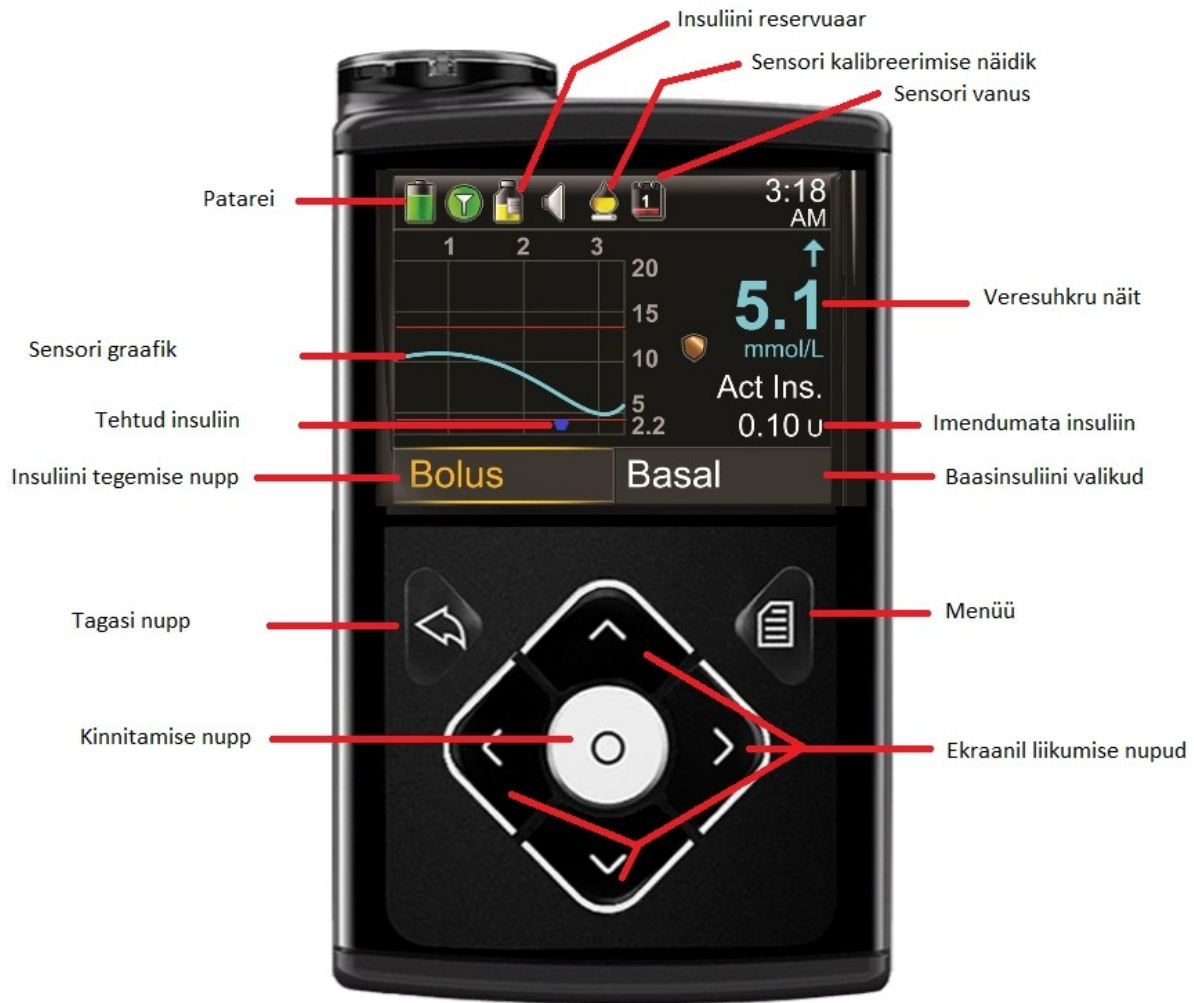 Insuliini reservuaar
Sensori kalibreerimise näidik
Sensori vanus
Patarei
1
3:18
AM
1 2 3
20
15
10
5
2.2
5.1
mmol/L
Act Ins.
0.10 U
Veresuhkru näit
Sensori graafik
Tehtud insuliin
Imendumata insuliin
Insuliini tegemise nupp
Bolus
Basal
Baasinsuliini valikud
Tagasi nupp
Menüü
Kinnitamise nupp
Ekraanil liikumise nupud